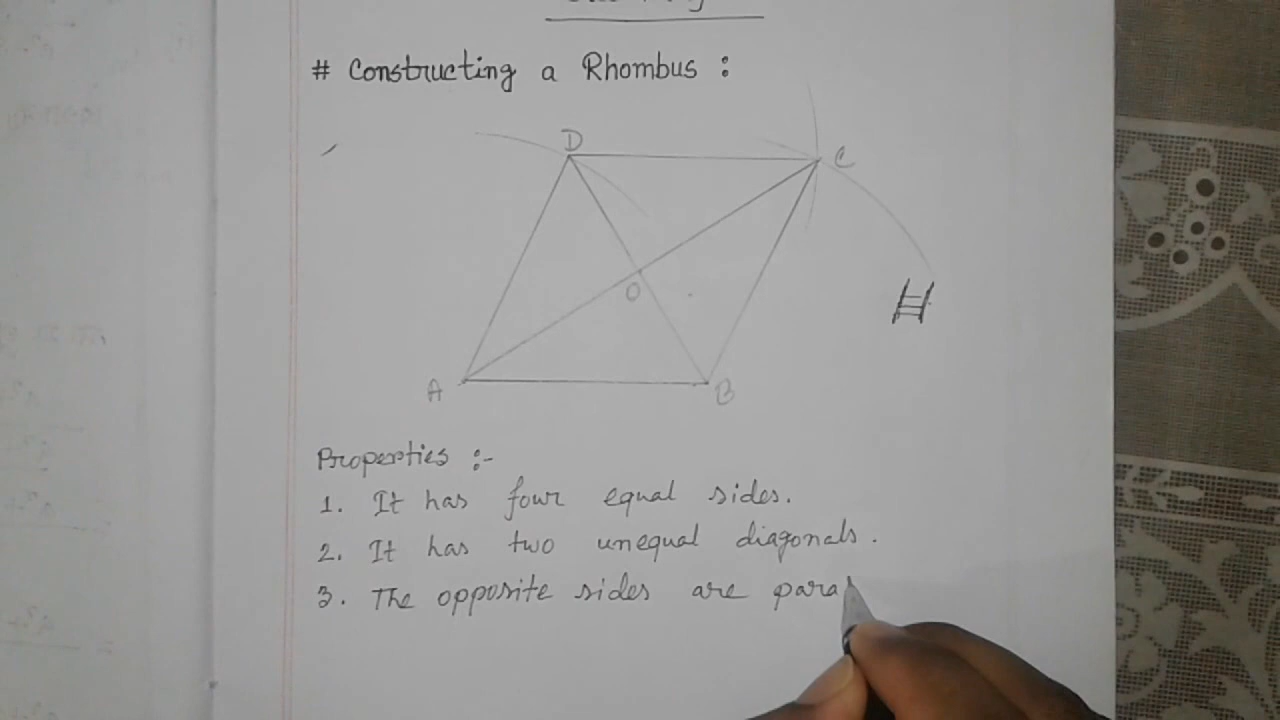 # Constructing a Rhombus :
D
C
O
A
B
Properties :-
1. It has four equal sides.
2. It has two unequal diagonals.
3. The opposite sides are para